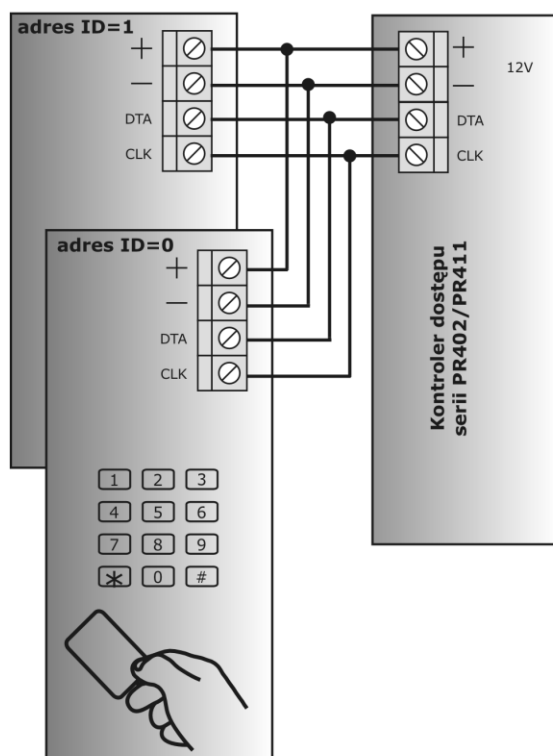 adres ID=1
+
—
DTA
CLK
+
—
DTA
CLK
12V
Kontroler dostępu
serii PR402/PR411
adres ID=0
+
—
DTA
CLK
1 2 3
4 5 6
7 8 9
* 0 #